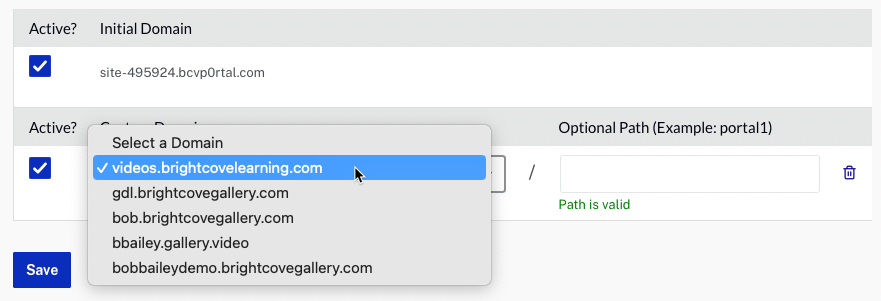 Active? Initial Domain
site-495924.bcvp0rtal.com
Active? Optional Path (Example: portal1)
Select a Domain
✓ videos.brightcovelearning.com
/
gdl.brightcovegallery.com
Path is valid
bob.brightcovegallery.com
bbailey.gallery.video
bobbaileydemo.brightcovegallery.com
Save